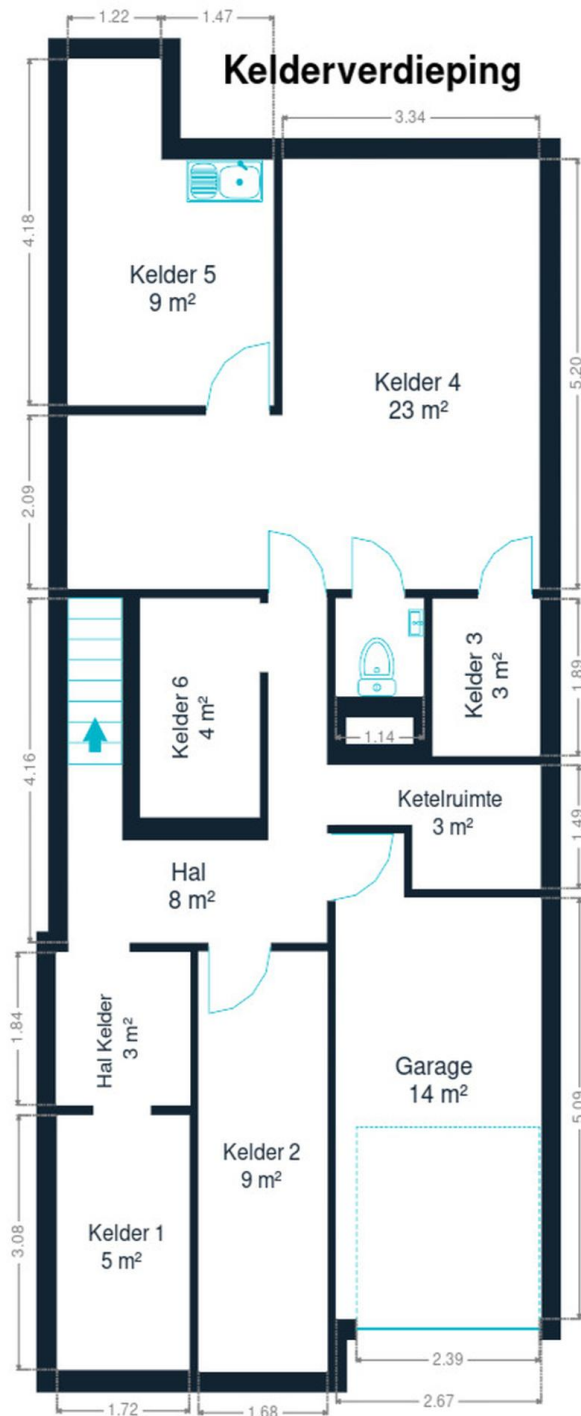 1.22
1.47
Kelderverdieping
3.34
4.18
Kelder 5
9 m²
Kelder 4
23 m²
5.20
2.09
Kelder 6
4 m²
Kelder 3
3 m²
1.89
1.14
4.16
Ketelruimte
3 m²
1.49
Hal
8 m²
Hal Kelder
3 m²
1.84
Garage
14 m²
5.09
Kelder 2
9 m²
Kelder 1
5 m²
3.08
2.39
2.67
1.72
1.68